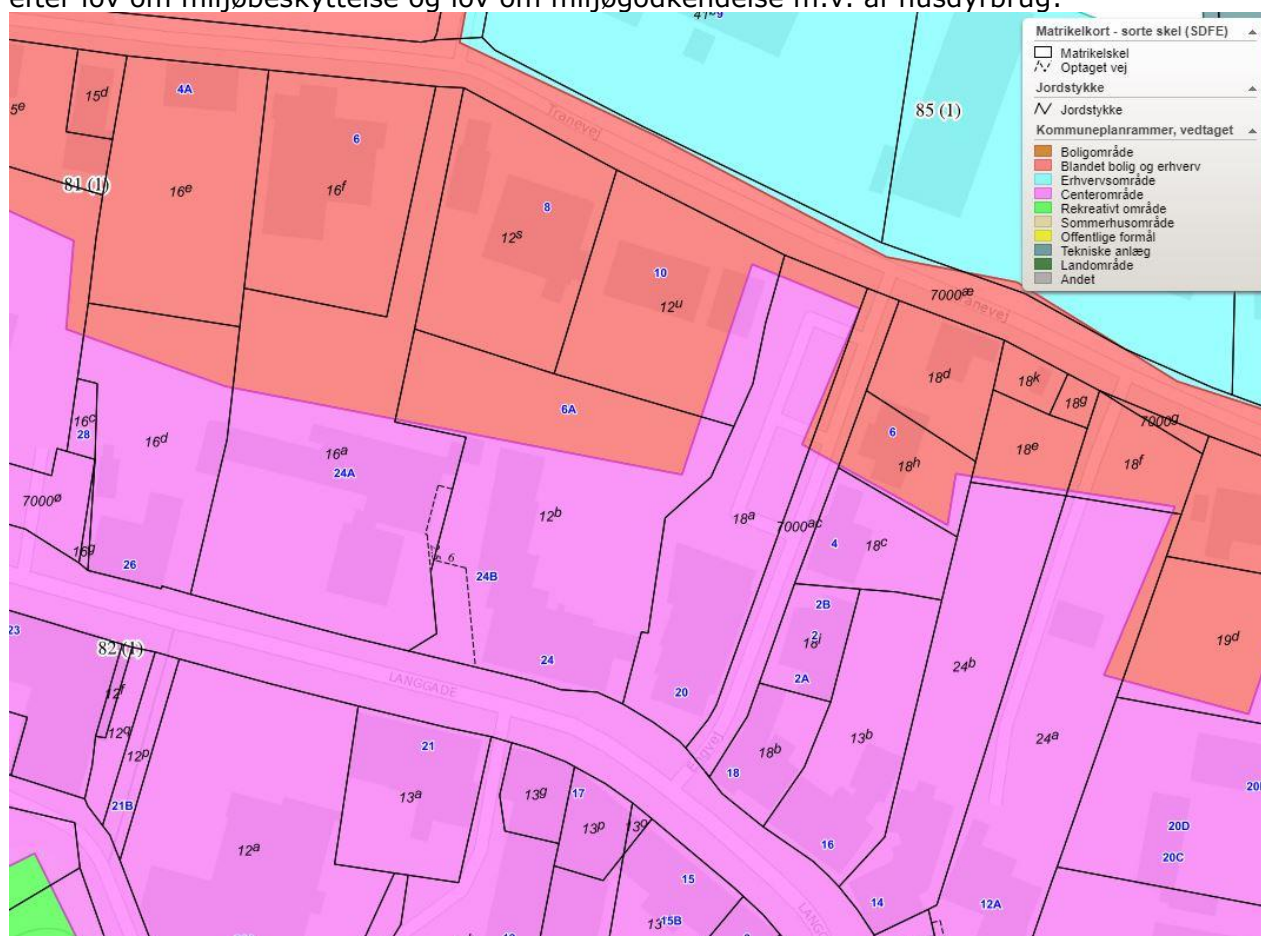 efter lov om miljøbeskyttelse og lov om miljøgodkendelse m.v. af husdyrbrug.
Matrikelkort - sorte skel (SDFE)
Matrikelskel
Optaget vej
Jordstykke
Jordstykke
Kommuneplanrammer, vedtaget
Boligområde
Blandet bolig og erhverv
Erhvervsområde
Centerområde
Rekreativt område
Sommerhusområde
Offentlige formål
Tekniske anlæg
Landområde
Andet
4A
15d
5e
85 (1)
Tranevej
6
81 (1)
16e
16f
8
12s
10
12u
7000æ
18d
18k
18g
7000g
6A
16c
28
16d
16a
24A
6
18h
18e
18f
7000ø
12b
18a
7000ac
4
18c
16g
26
24B
2B
2A
19d
23
82 (1)
24
20
24b
12f
LANGGADE
12q
12p
21
18b
13b
24a
18
21B
13a
13g
17
13p
12a
16
20D
20C
15
14
12A
15B